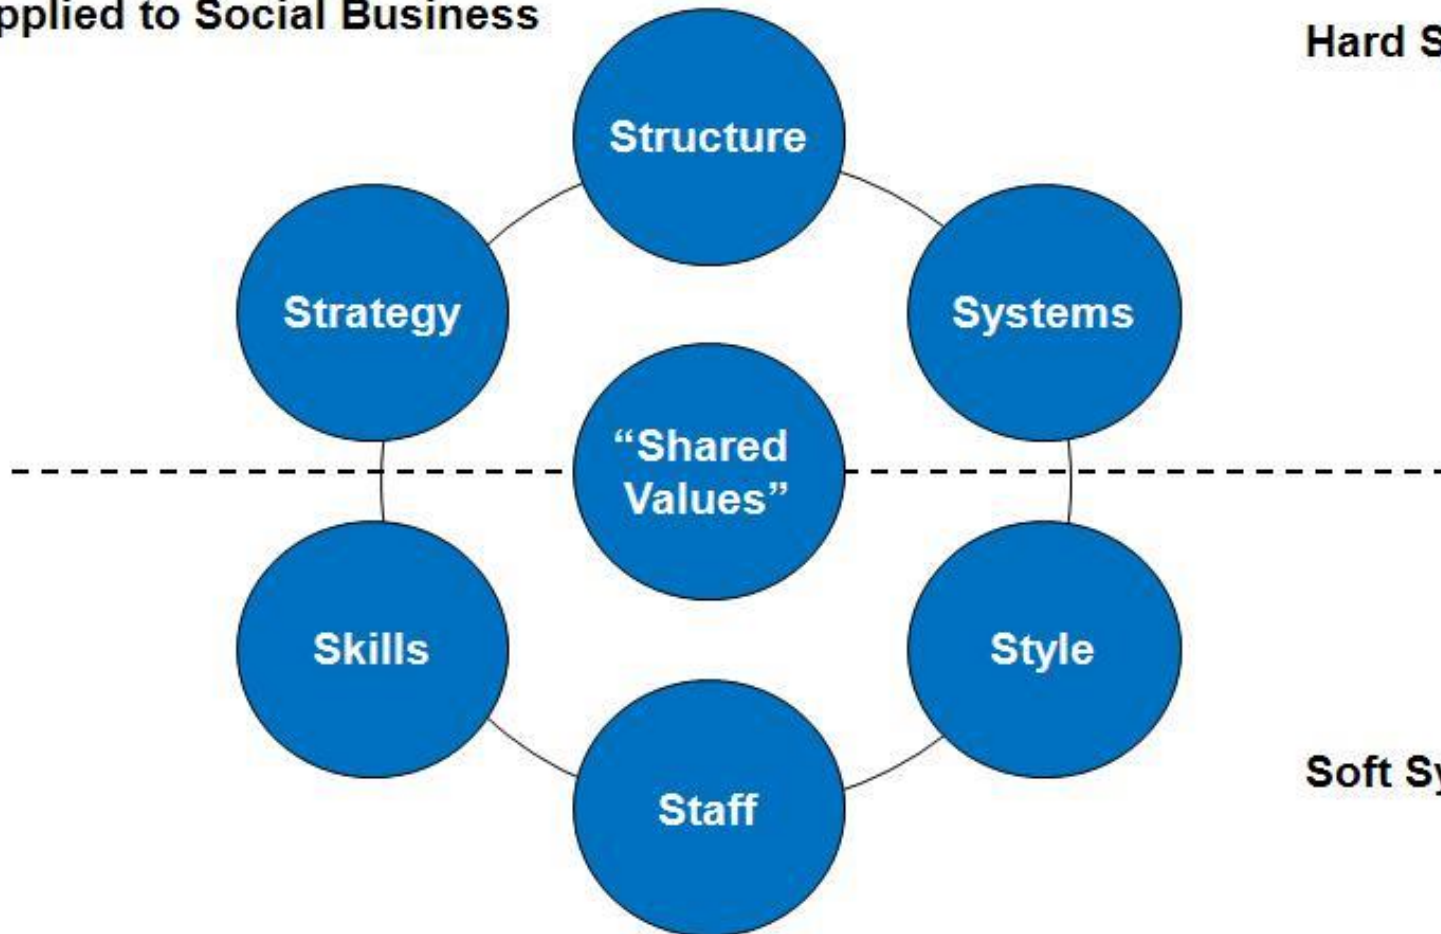 pplied to Social Business
Hard S
Structure
Strategy
Systems
“Shared
Values”
Skills
Style
Staff
Soft Sy